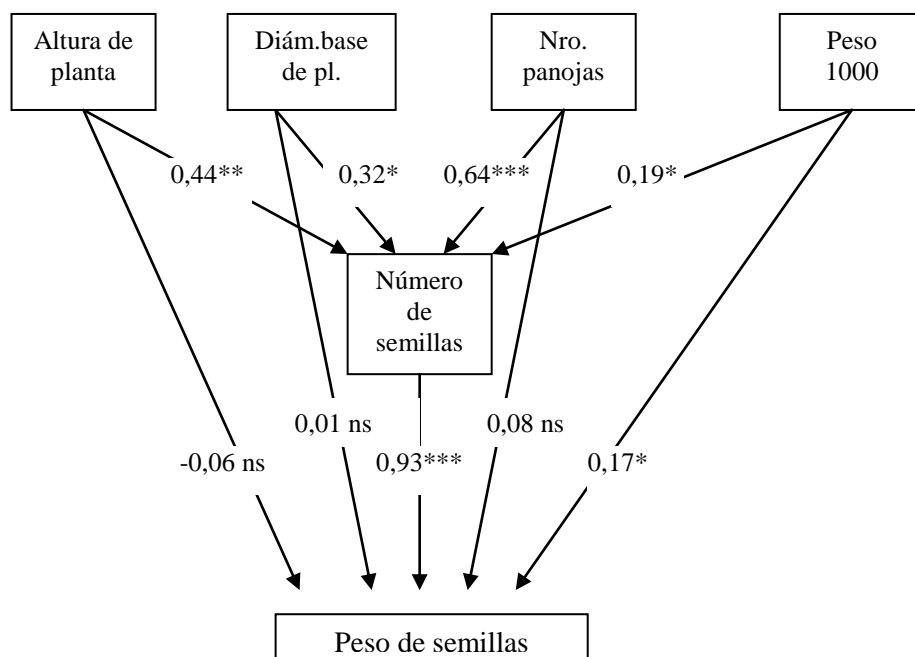 Altura de
planta
Diám.base
de pl.
Nro.
panojas
Peso
1000
0,44**
0,32*
0,64***
0,19*
Número
de
semillas
0,01 ns
0,08 ns
-0,06 ns
0,93***
0,17*
Peso de semillas